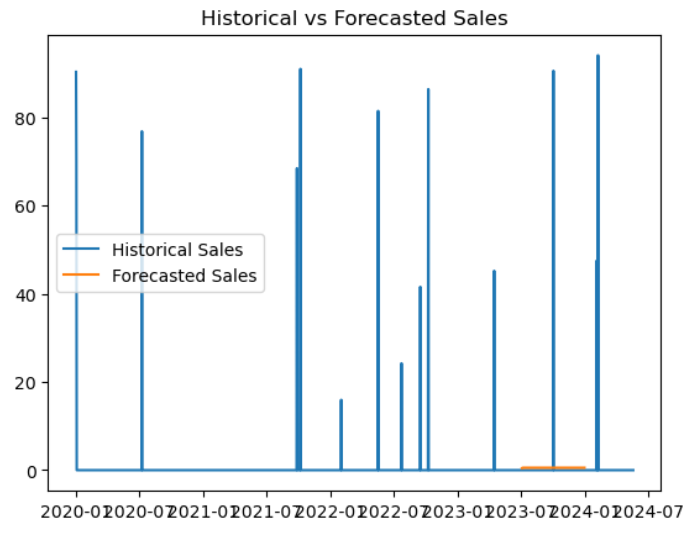 Historical vs Forecasted Sales
80
60
Historical Sales
Forecasted Sales
40
20
0
2020-01 2020-07 2021-01 2021-07 2022-01 2022-07 2023-01 2023-07 2024-01 2024-07